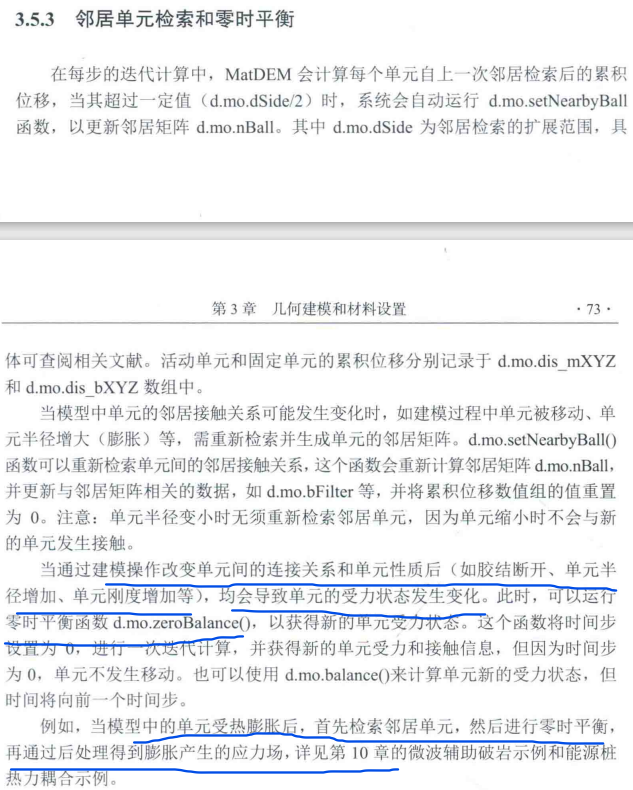 3.5.3 邻居单元检索和零时平衡
在每步的迭代计算中，MatDEM 会计算每个单元自上一次邻居检索后的累积
位移，当其超过一定值（d.mo.dSide/2）时，系统会自动运行 d.mo.setNearbyBall
函数，以更新邻居矩阵 d.mo.nBall。其中 d.mo.dSide 为邻居检索的扩展范围，具
第 3 章 几何建模和材料设置 ·73·
体可查阅相关文献。活动单元和固定单元的累积位移分别记录于 d.mo.dis_mXYZ
和 d.mo.dis_bXYZ 数组中。
当模型中单元的邻居接触关系可能发生变化时，如建模过程中单元被移动、单
元半径增大（膨胀）等，需重新检索并生成单元的邻居矩阵。d.mo.setNearbyBall()
函数可以重新检索单元间的邻居接触关系，这个函数会重新计算邻居矩阵 d.mo.nBall，
并更新与邻居矩阵相关的数据，如 d.mo.bFilter 等，并将累积位移数值组的值重置
为 0。注意：单元半径变小时无须重新检索邻居单元，因为单元缩小时不会与新
的单元发生接触。
当通过建模操作改变单元间的连接关系和单元性质后（如胶结断开、单元半
径增加、单元刚度增加等），均会导致单元的受力状态发生变化。此时，可以运行
零时平衡函数 d.mo.zeroBalance()，以获得新的单元受力状态。这个函数将时间步
设置为 0，进行一次迭代计算，并获得新的单元受力和接触信息，但因为时间步
为 0，单元不发生移动。也可以使用 d.mo.balance()来计算单元新的受力状态，但
时间将向前一个时间步。
例如，当模型中的单元受热膨胀后，首先检索邻居单元，然后进行零时平衡，
再通过后处理得到膨胀产生的应力场，详见第 10 章的微波辅助破岩示例和能源桩
热力耦合示例。